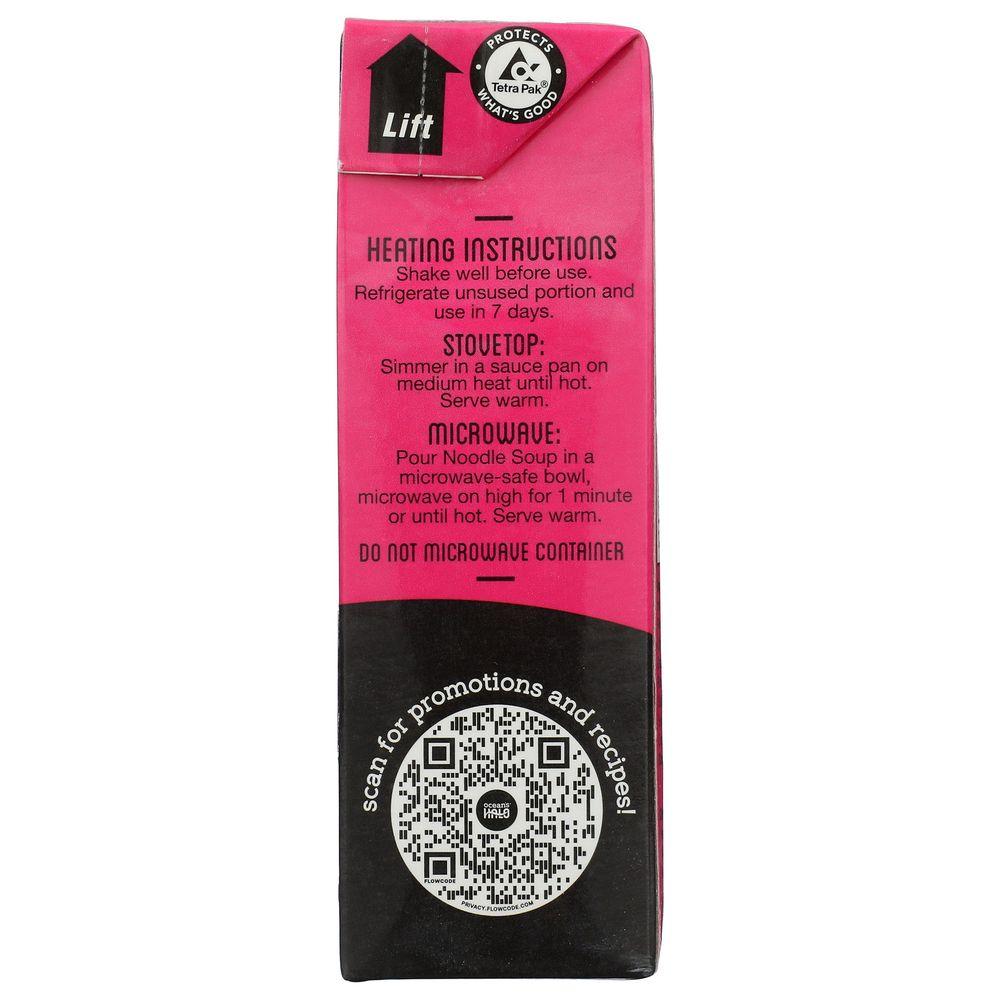 Lift
PROTECTS
Tetra Pak®
WHAT'S GOOD
HEATING INSTRUCTIONS
Shake well before use.
Refrigerate unsused portion and
use in 7 days.
STOVETOP:
Simmer in a sauce pan on
medium heat until hot.
Serve warm.
MICROWAVE:
Pour Noodle Soup in a
microwave-safe bowl,
microwave on high for 1 minute
or until hot. Serve warm.
DO NOT MICROWAVE CONTAINER
scan for promotions and recipes!
ocean's
HALO
FLOWCODE
PRIVACY.FLOWCODE.COM